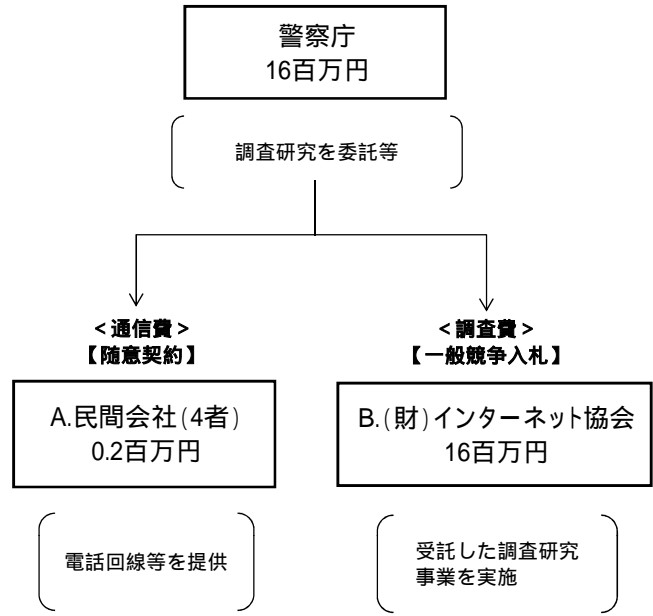 警察庁
16百万円
調査研究を委託等
＜通信費＞
【随意契約】
A.民間会社(4者)
0.2百万円
電話回線等を提供
＜調査費＞
【一般競争入札】
B.(財)インターネット協会
16百万円
受託した調査研究
事業を実施